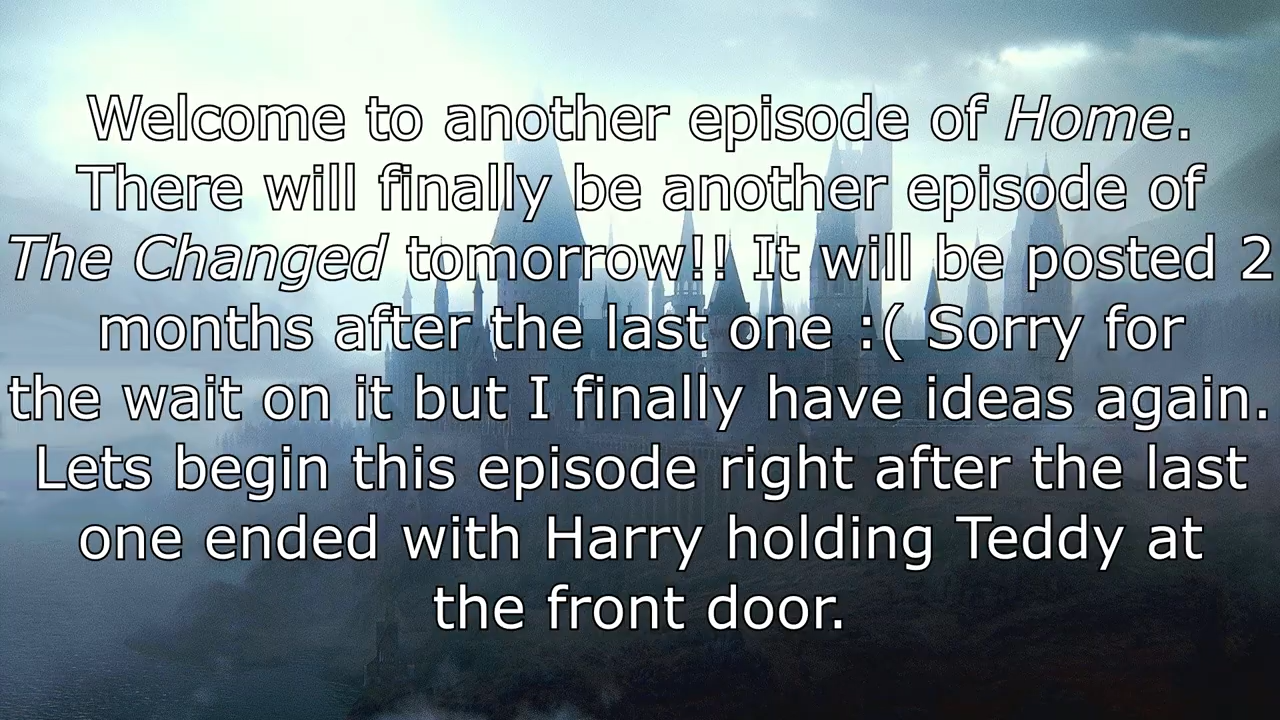 Welcome to another episode of Home.
There will finally be another episode of
The Changed tomorrow!! It will be posted 2
months after the last one :( Sorry for
the wait on it but I finally have ideas again.
Lets begin this episode right after the last
one ended with Harry holding Teddy at
the front door.